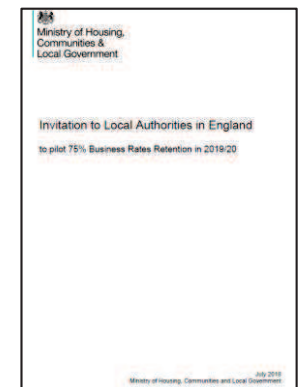 Ministry of Housing,
Communities &
Local Government
Invitation to Local Authorities in England
to pilot 75% Business Rates Retention in 2019/20
July 2018
Ministry of Housing, Communities and Local Government